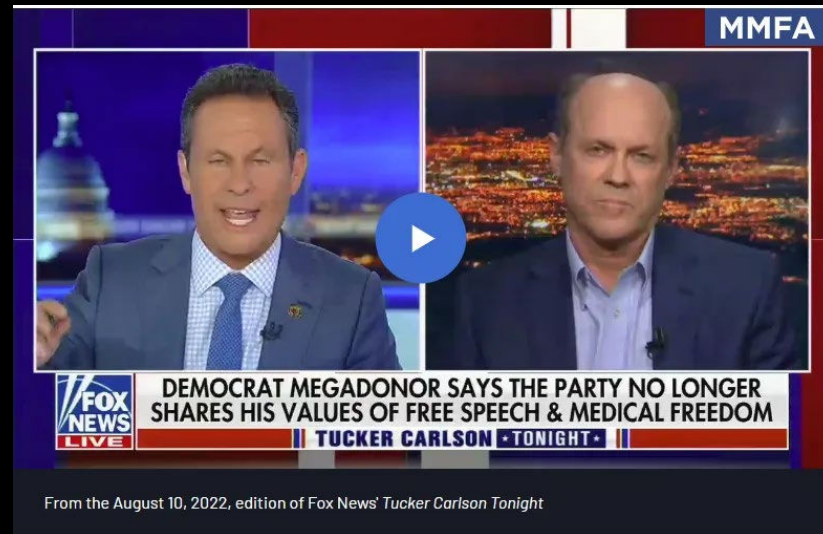 MMFA
DEMOCRAT MEGADONOR SAYS THE PARTY NO LONGER
SHARES HIS VALUES OF FREE SPEECH & MEDICAL FREEDOM
FOX
NEWS
LIVE
TUCKER CARLSON TONIGHT
From the August 10, 2022, edition of Fox News' Tucker Carlson Tonight